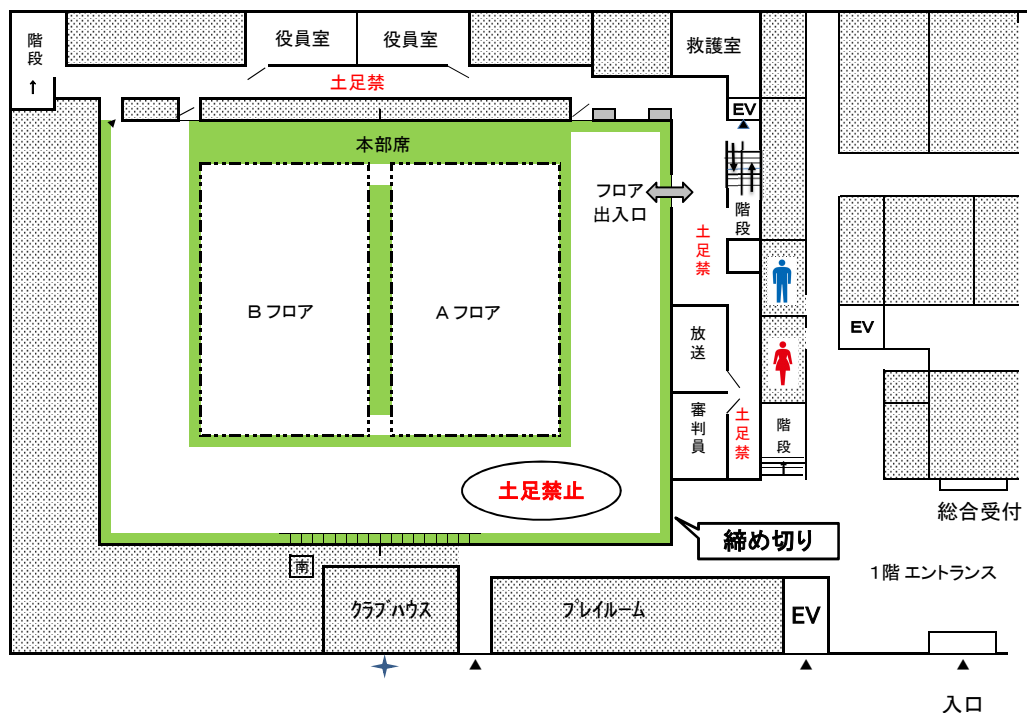 階段
↑
役員室
役員室
救護室
土足禁
EV
本部席
フロア
出入口
階段
土足禁
Bフロア
Aフロア
EV
放送
審判員
土足禁
階段
土足禁止
総合受付
締め切り
南
1階 エントランス
クラブハウス
プレイルーム
EV
入口